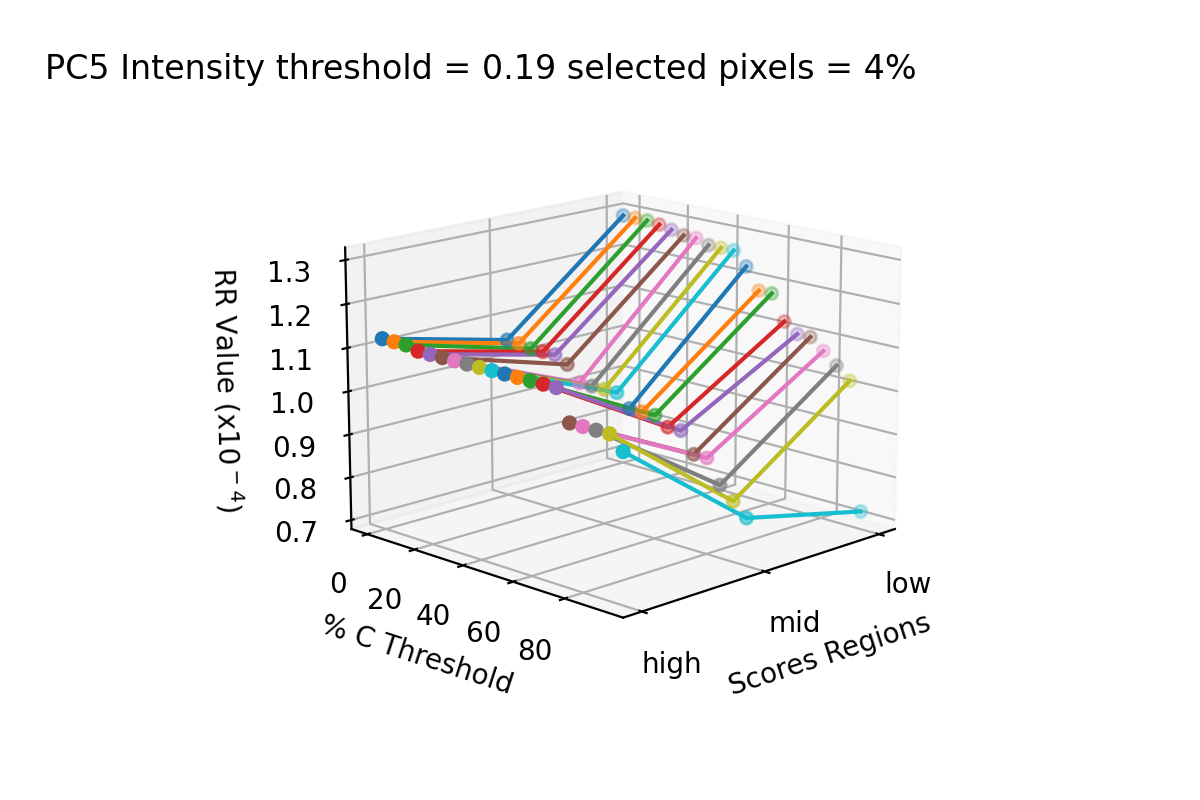 PC5 Intensity threshold = 0.19 selected pixels = 4%
RR Value (x10⁻⁴)
1.3
1.2
1.1
1.0
0.9
0.8
0.7
0
20
40
60
80
% C Threshold
high
mid
low
Scores Regions